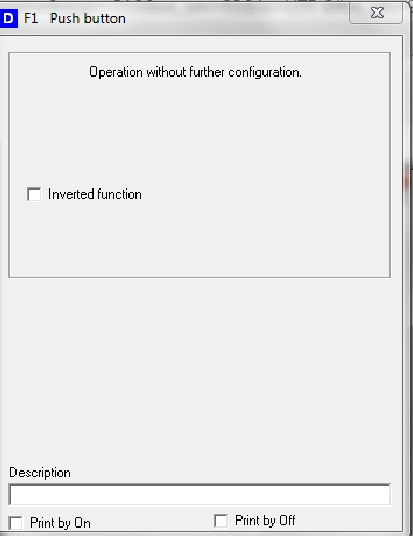 D F1 Push button
Operation without further configuration.
Inverted function
Description
Print by On
Print by Off